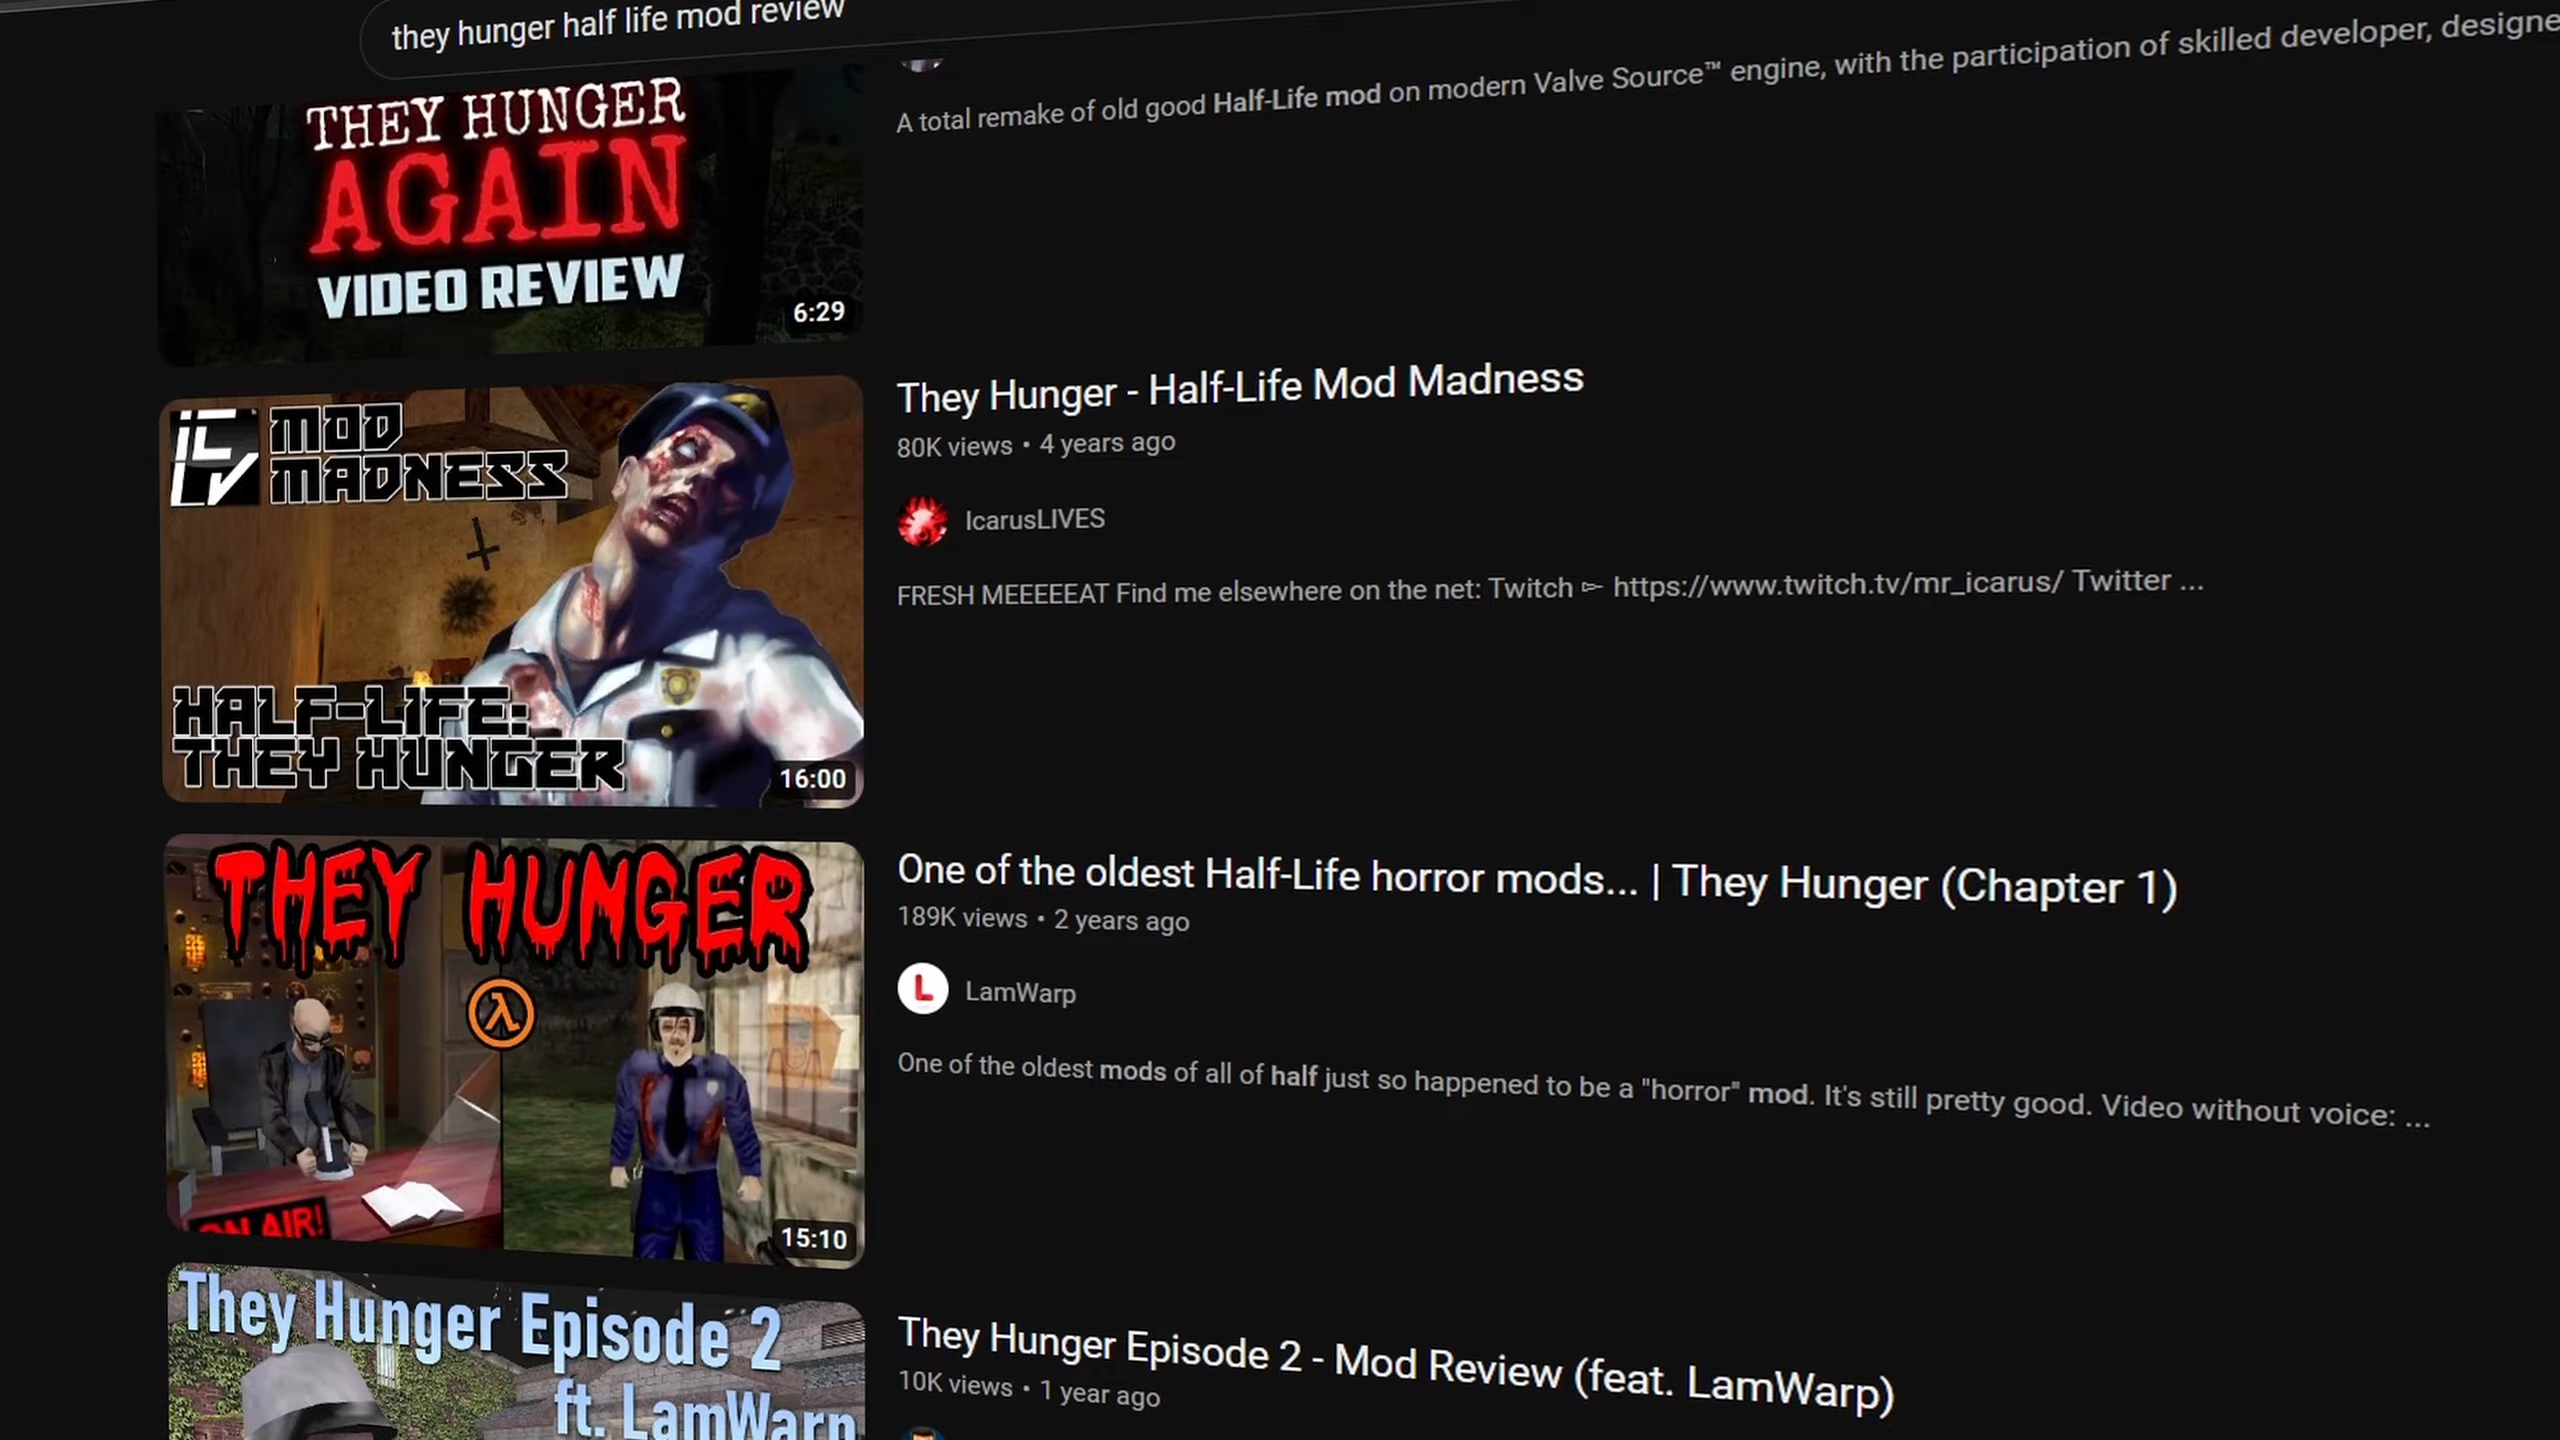 they hunger half life mod review
THEY HUNGER
AGAIN
VIDEO REVIEW
6:29
A total remake of old good Half-Life mod on modern Valve Source™ engine, with the participation of skilled developer, designe
MOD
MADNESS
HALF-LIFE:
THEY HUNGER
16:00
They Hunger - Half-Life Mod Madness
80K views • 4 years ago
IcarusLIVES
FRESH MEEEEEAT Find me elsewhere on the net: Twitch ➣ https://www.twitch.tv/mr_icarus/ Twitter ...
THEY HUNGER
λ
ON AIR!
15:10
One of the oldest Half-Life horror mods... | They Hunger (Chapter 1)
189K views • 2 years ago
L
LamWarp
One of the oldest mods of all of half just so happened to be a "horror" mod. It's still pretty good. Video without voice: ...
They Hunger Episode 2
ft. LamWarp
They Hunger Episode 2 - Mod Review (feat. LamWarp)
10K views • 1 year ago